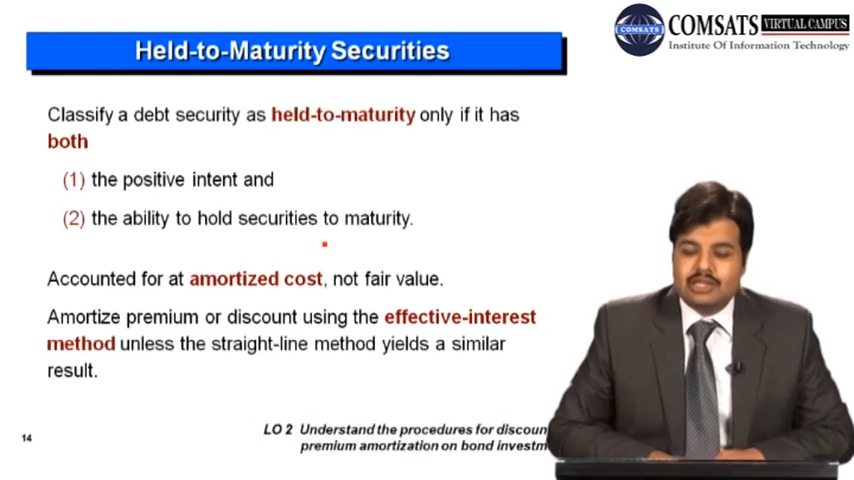 Held-to-Maturity Securities
COMSATS VIRTUAL CAMPUS
Institute Of Information Technology
COMSATS
Classify a debt security as held-to-maturity only if it has
both
(1) the positive intent and
(2) the ability to hold securities to maturity.
Accounted for at amortized cost, not fair value.
Amortize premium or discount using the effective-interest
method unless the straight-line method yields a similar
result.
LO 2 Understand the procedures for discoun
premium amortization on bond investm
14